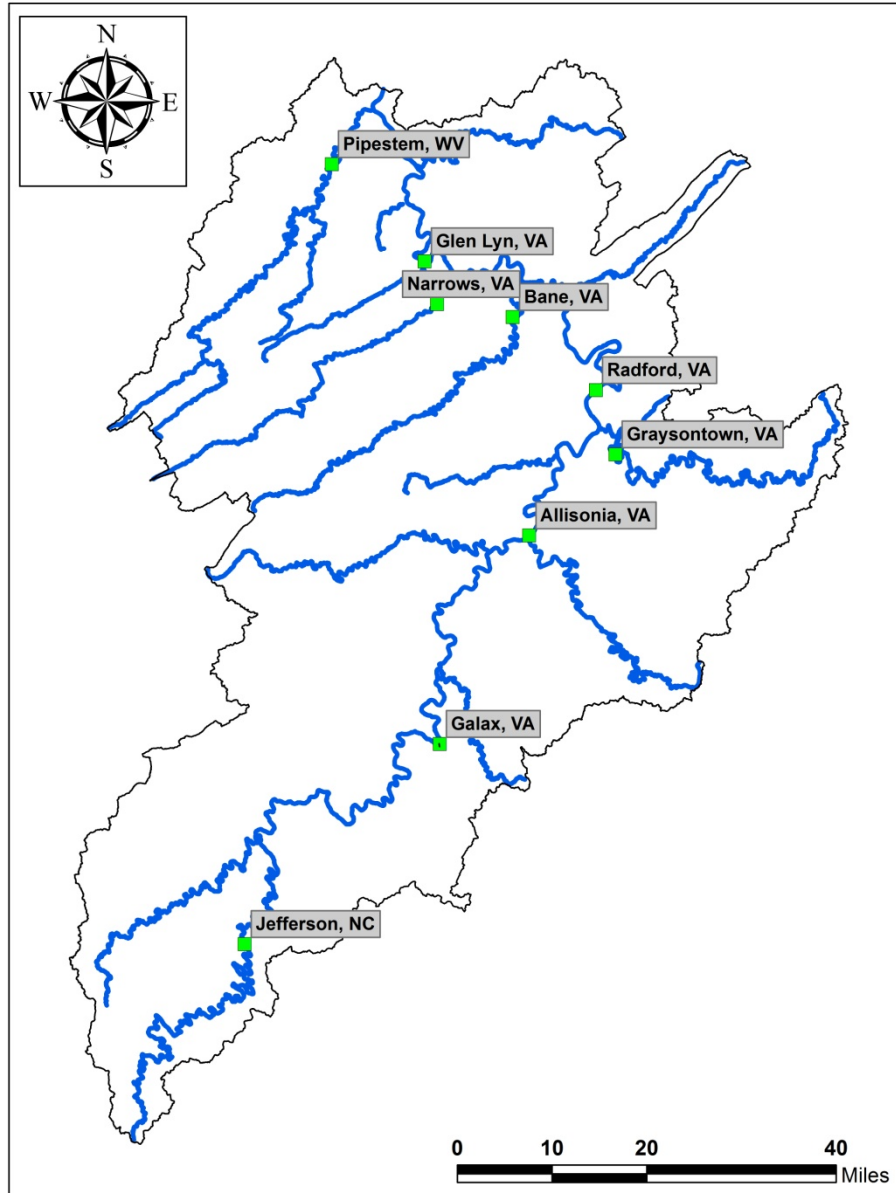 N
W E
S
Pipestem, WV
Glen Lyn, VA
Narrows, VA
Bane, VA
Radford, VA
Graysontown, VA
Allisonia, VA
Galax, VA
Jefferson, NC
0 10 20 40
Miles